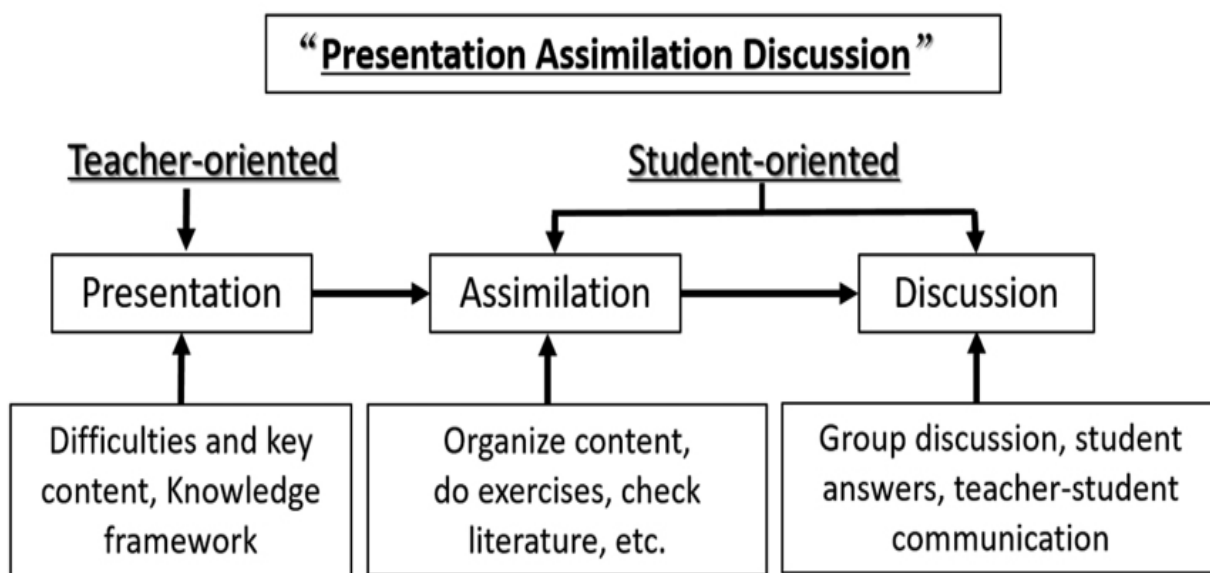 “Presentation Assimilation Discussion”
Teacher-oriented
Student-oriented
Presentation
Assimilation
Discussion
Difficulties and key
content, Knowledge
framework
Organize content,
do exercises, check
literature, etc.
Group discussion, student
answers, teacher-student
communication